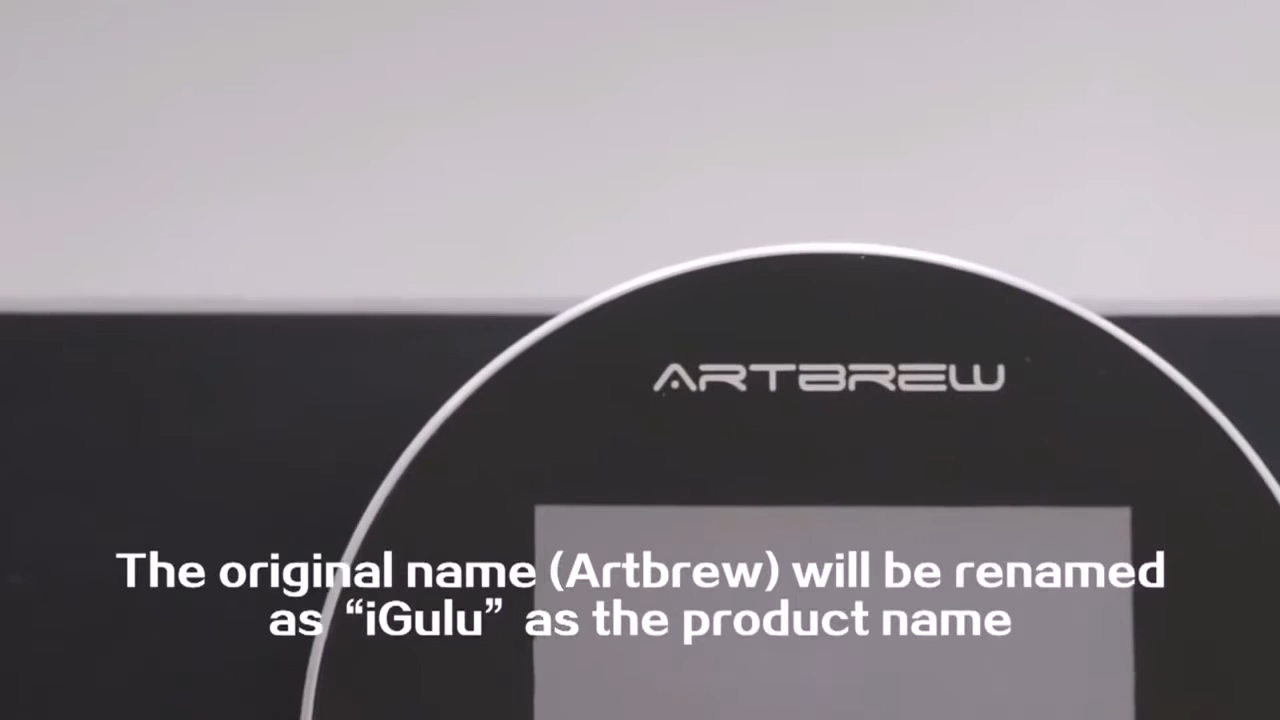 ARTBREW
The original name (Artbrew) will be renamed
as “iGulu” as the product name